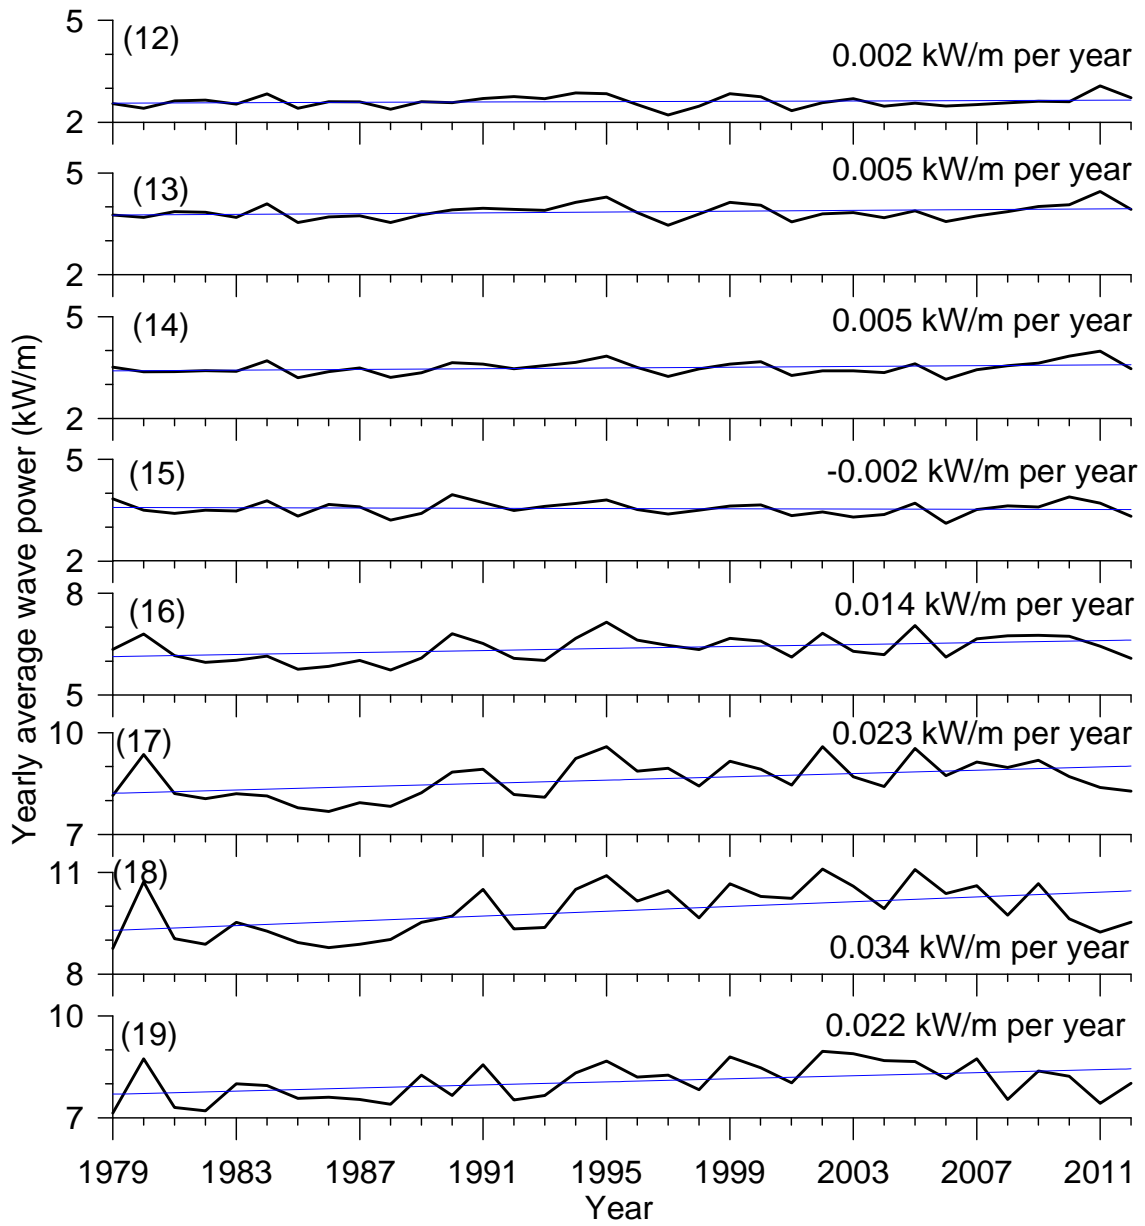 5
(12)
0.002 kW/m per year
2
5
(13)
0.005 kW/m per year
2
5
(14)
0.005 kW/m per year
2
5
(15)
-0.002 kW/m per year
2
8
(16)
0.014 kW/m per year
5
10
(17)
0.023 kW/m per year
7
11
(18)
0.034 kW/m per year
8
10
(19)
0.022 kW/m per year
7
Yearly average wave power (kW/m)
1979 1983 1987 1991 1995 1999 2003 2007 2011
Year